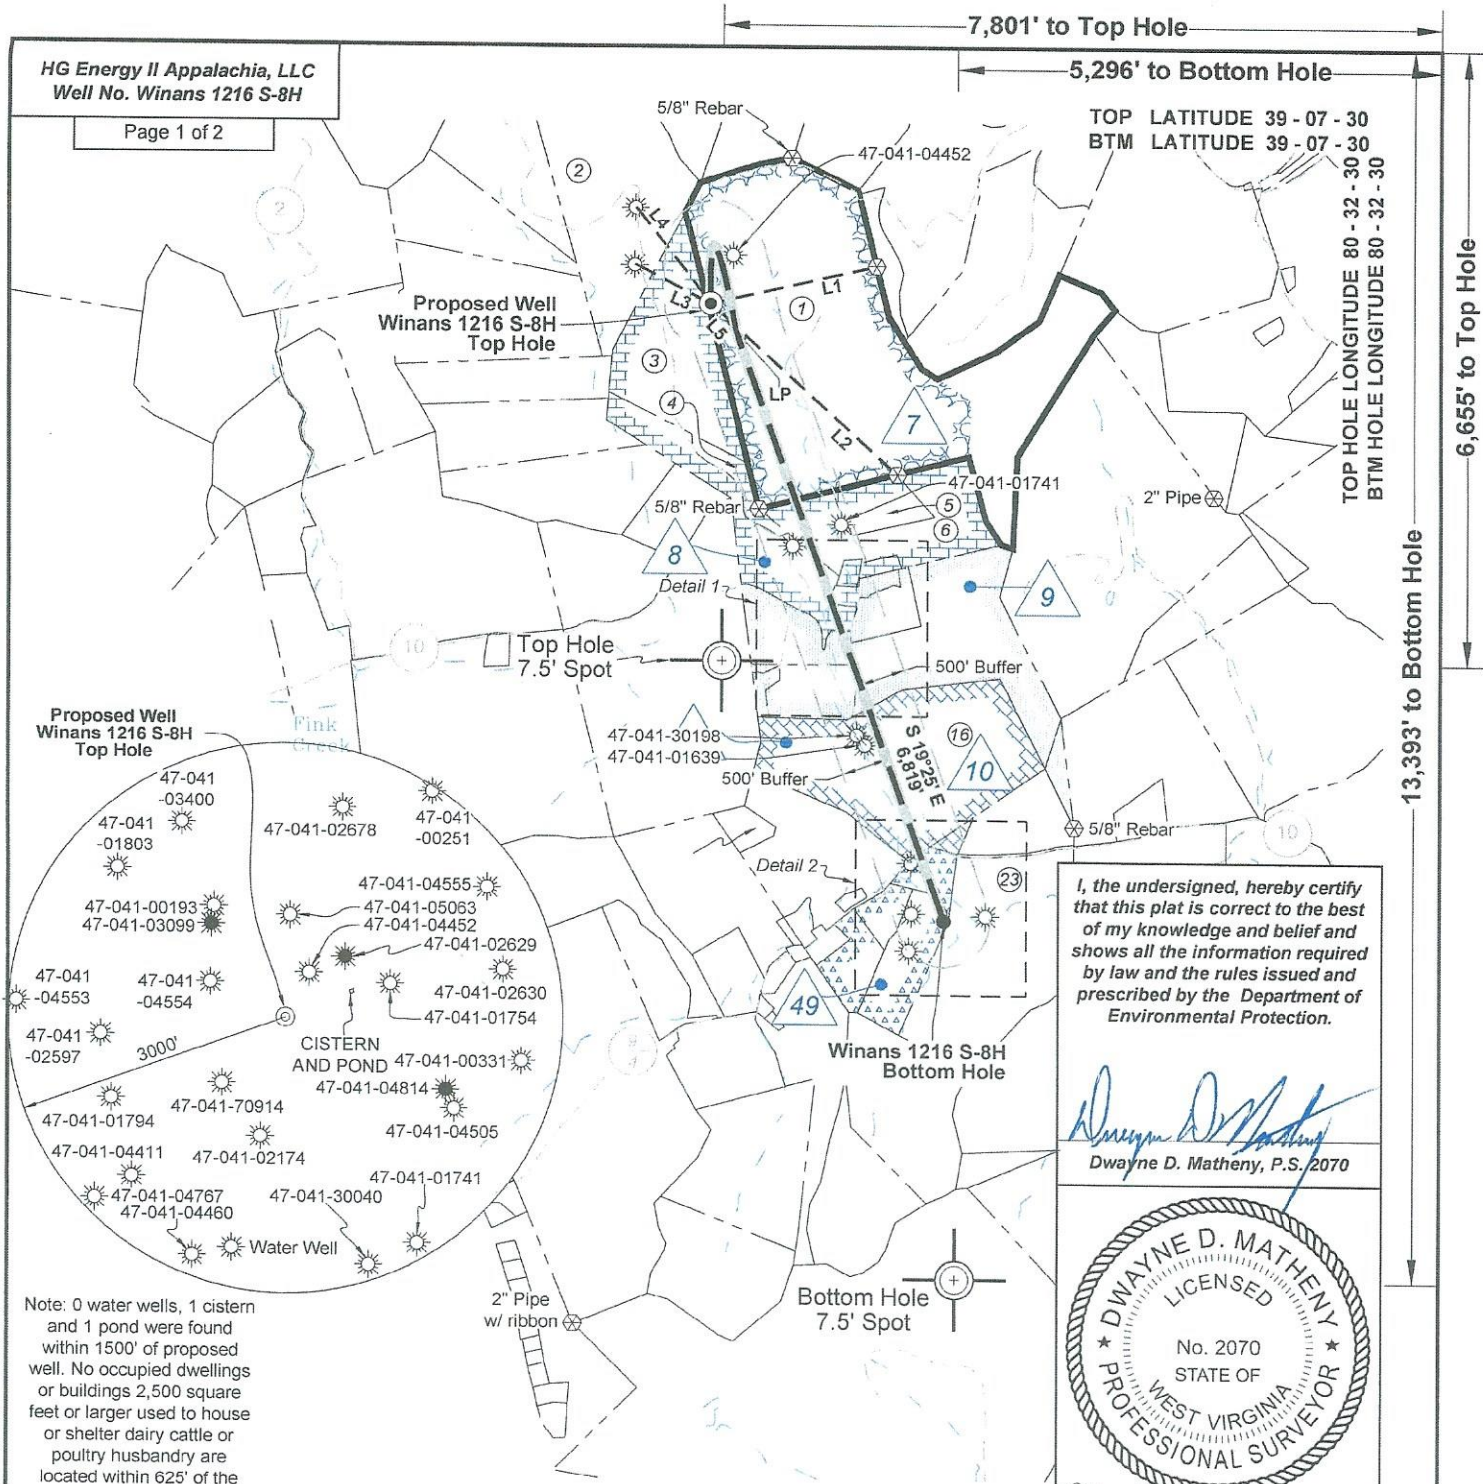 7,801' to Top Hole
5,296' to Bottom Hole
HG Energy II Appalachia, LLC
Well No. Winans 1216 S-8H
Page 1 of 2
TOP LATITUDE 39 - 07 - 30
BTM LATITUDE 39 - 07 - 30
TOP HOLE LONGITUDE 80 - 32 - 30
BTM HOLE LONGITUDE 80 - 32 - 30
6,655' to Top Hole
13,393' to Bottom Hole
5/8" Rebar
47-041-04452
2
2
L4
L3
L1
1
Proposed Well
Winans 1216 S-8H
Top Hole
L5
3
4
LP
L2
7
47-041-01741
5
6
5/8" Rebar
2" Pipe
8
Detail 1
9
10
Top Hole
7.5' Spot
500' Buffer
Fink
Creek
47-041-30198
47-041-01639
500' Buffer
S 19°25' E
6,819'
16
10
5/8" Rebar
10
Detail 2
23
49
Winans 1216 S-8H
Bottom Hole
Proposed Well
Winans 1216 S-8H
Top Hole
47-041
-03400
47-041
-01803
47-041-02678
47-041
-00251
47-041-04555
47-041-00193
47-041-05063
47-041-03099
47-041-04452
47-041-02629
47-041
-04553
47-041
-04554
47-041-02630
47-041-01754
47-041
-02597
3000'
CISTERN
AND POND
47-041-00331
47-041-04814
47-041-01794
47-041-70914
47-041-04505
47-041-04411
47-041-02174
47-041-01741
47-041-04767
47-041-30040
47-041-04460
Water Well
I, the undersigned, hereby certify
that this plat is correct to the best
of my knowledge and belief and
shows all the information required
by law and the rules issued and
prescribed by the Department of
Environmental Protection.
Dwayne D. Matheny, P.S. 2070
DWAYNE D. MATHENY
LICENSED
No. 2070
STATE OF
WEST VIRGINIA
PROFESSIONAL SURVEYOR
2" Pipe
w/ ribbon
Bottom Hole
7.5' Spot
Note: 0 water wells, 1 cistern
and 1 pond were found
within 1500' of proposed
well. No occupied dwellings
or buildings 2,500 square
feet or larger used to house
or shelter dairy cattle or
poultry husbandry are
located within 625' of the